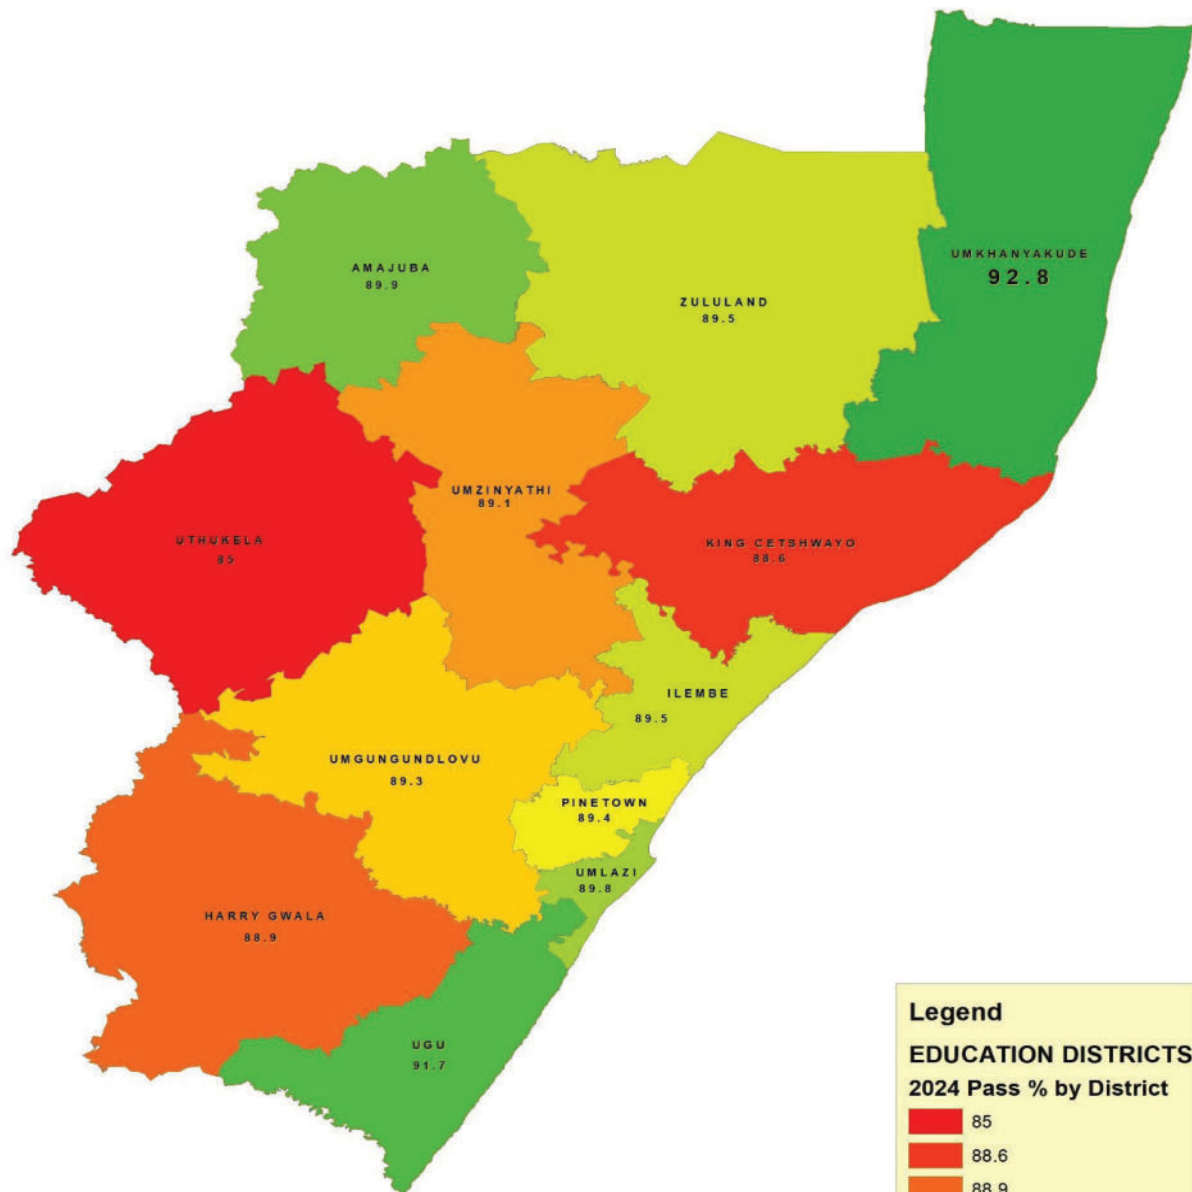 UMKHANYAKUDE
92.8
AMAJUBA
89.9
ZULULAND
89.5
UMZINYATHI
89.1
UTHUKELA
85
KING CETSHWAYO
88.6
ILEMBE
89.5
UMGUNGUNDLOVU
89.3
PINETOWN
89.4
UMLAZI
89.8
HARRY GWALA
88.9
UGU
91.7
Legend
EDUCATION DISTRICTS
2024 Pass % by District
85
88.6
88.9